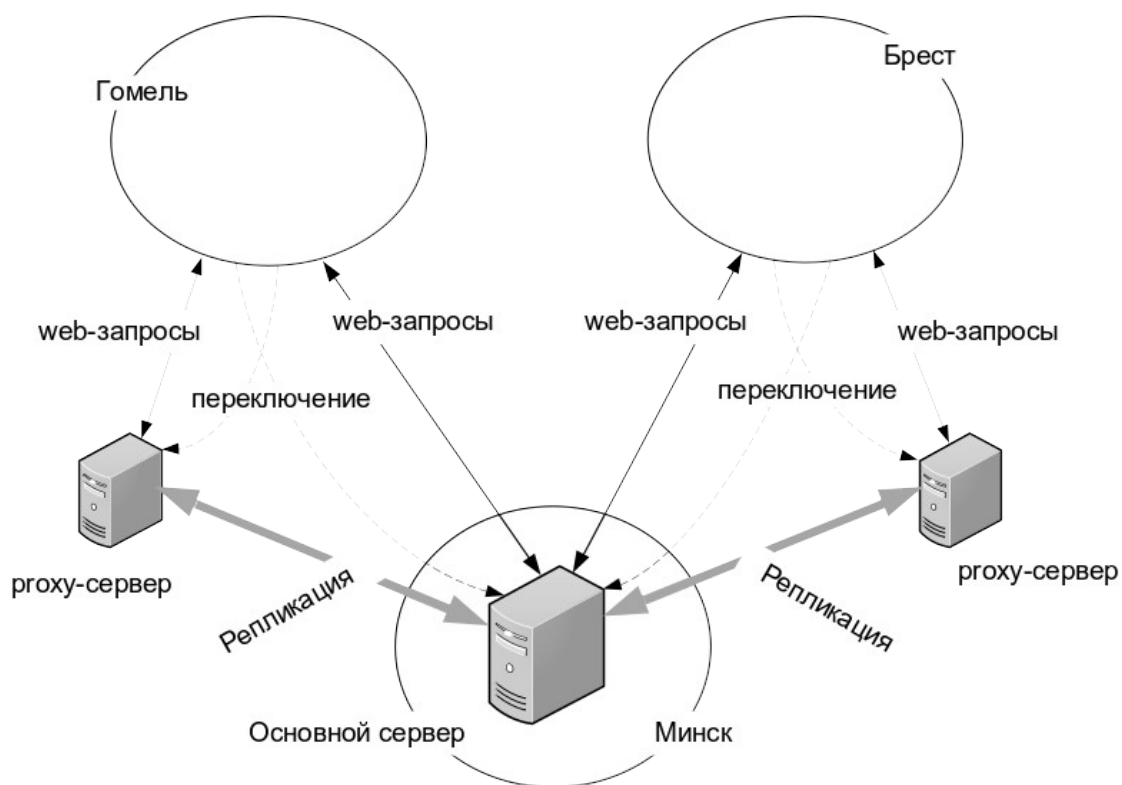 Гомель
Брест
web-запросы
web-запросы
web-запросы
web-запросы
переключение
переключение
proxy-сервер
Репликация
Репликация
proxy-сервер
Основной сервер
Минск